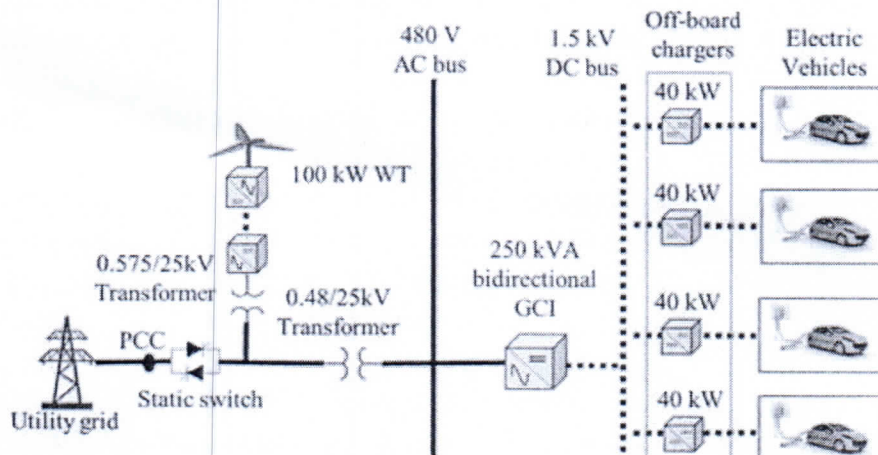 480 V
AC bus
1.5 kV
DC bus
Off-board
chargers
Electric
Vehicles
40 kW
100 kW WT
40 kW
0.575/25kV
Transformer
0.48/25kV
Transformer
250 kVA
bidirectional
GCI
PCC
40 kW
Static switch
Utility grid
40 kW